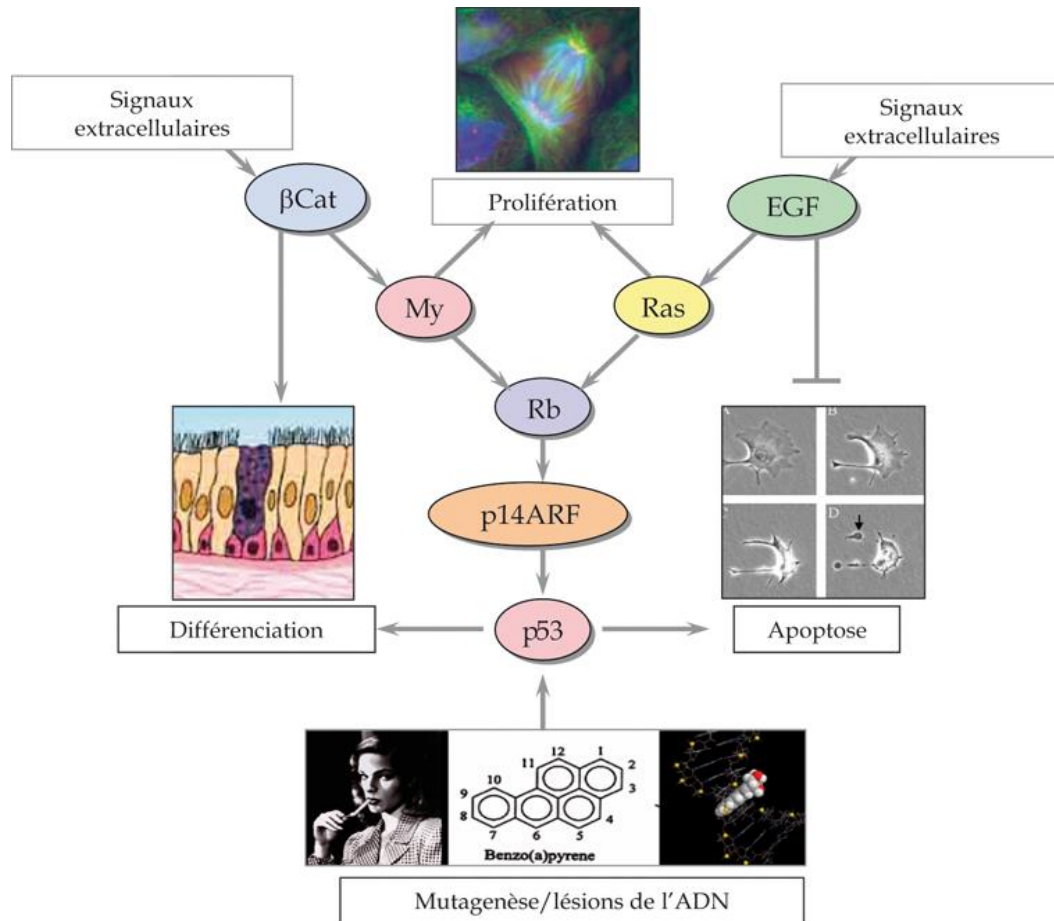 Signaux
extracellulaires
Signaux
extracellulaires
βCat
Prolifération
EGF
My
Ras
Rb
B
D
p14ARF
Différenciation
p53
Apoptose
12
1
11
2
10
3
9
8
4
7
6
5
Benzo(a)pyrene
Mutagenèse/lésions de l'ADN